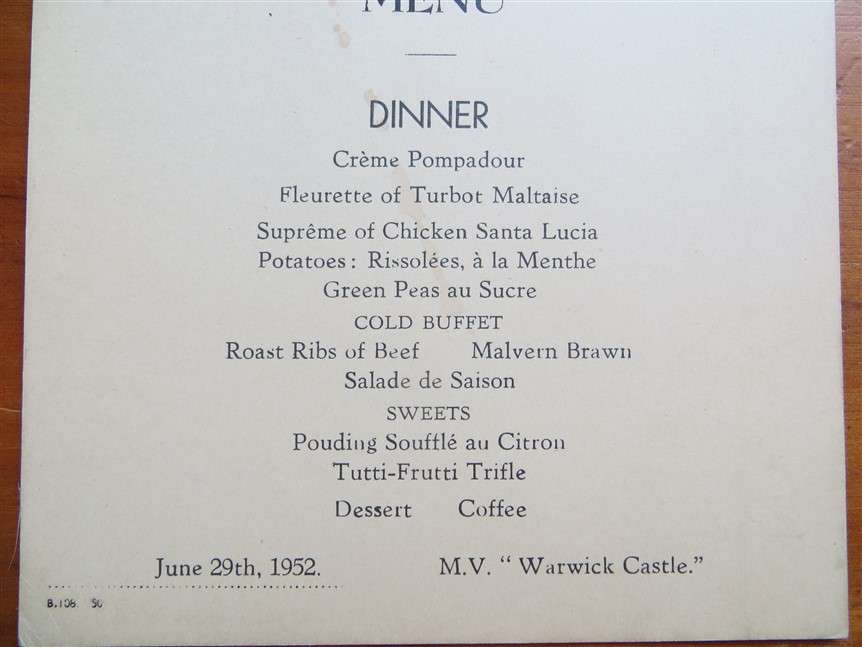 MENU
DINNER
Crème Pompadour
Fleurette of Turbot Maltaise
Suprême of Chicken Santa Lucia
Potatoes: Rissolées, à la Menthe
Green Peas au Sucre
COLD BUFFET
Roast Ribs of Beef Malvern Brawn
Salade de Saison
SWEETS
Pouding Soufflé au Citron
Tutti-Frutti Trifle
Dessert Coffee
June 29th, 1952. M.V. “ Warwick Castle.”
B.108. 50